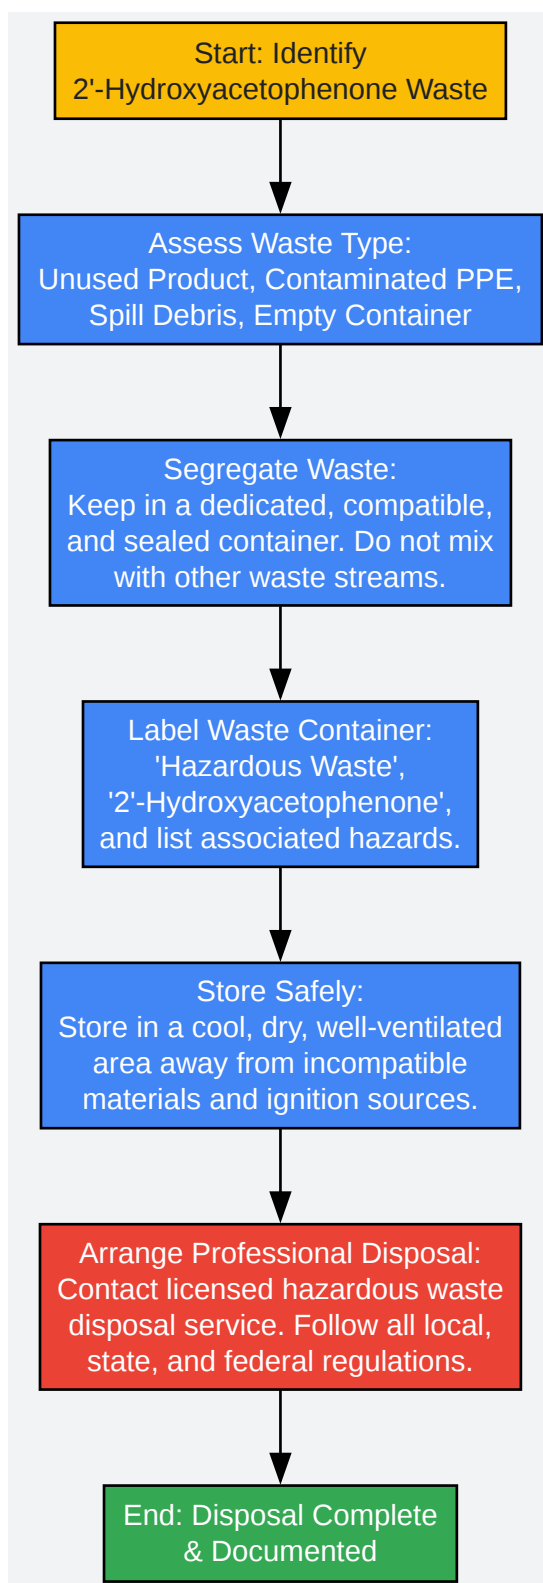 Start: Identify
2'-Hydroxyacetophenone Waste
Assess Waste Type:
Unused Product, Contaminated PPE,
Spill Debris, Empty Container
Segregate Waste:
Keep in a dedicated, compatible,
and sealed container. Do not mix
with other waste streams.
Label Waste Container:
'Hazardous Waste',
'2'-Hydroxyacetophenone',
and list associated hazards.
Store Safely:
Store in a cool, dry, well-ventilated
area away from incompatible
materials and ignition sources.
Arrange Professional Disposal:
Contact licensed hazardous waste
disposal service. Follow all local,
state, and federal regulations.
End: Disposal Complete
& Documented